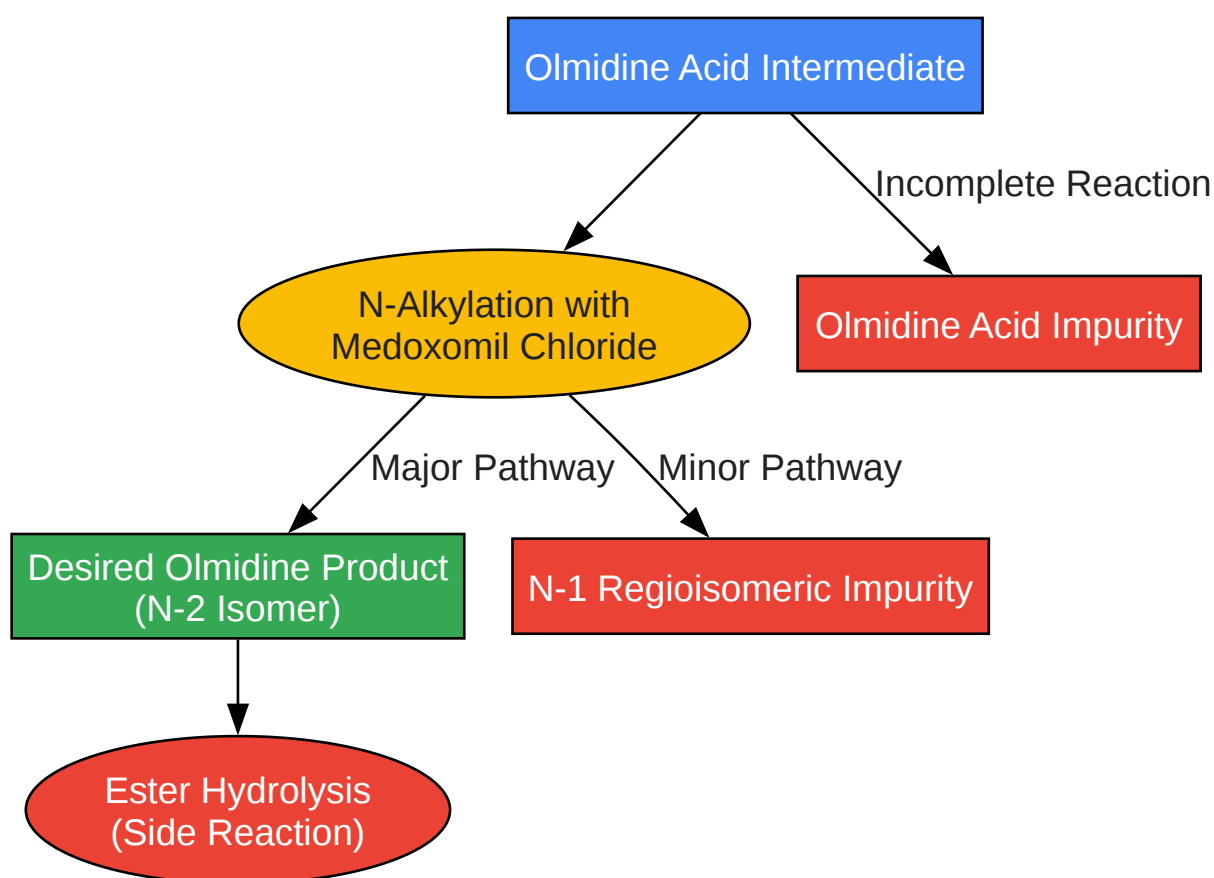 Olmidine Acid Intermediate
Incomplete Reaction
N-Alkylation with
Medoxomil Chloride
Olmidine Acid Impurity
Major Pathway
Minor Pathway
Desired Olmidine Product
(N-2 Isomer)
N-1 Regioisomeric Impurity
Ester Hydrolysis
(Side Reaction)